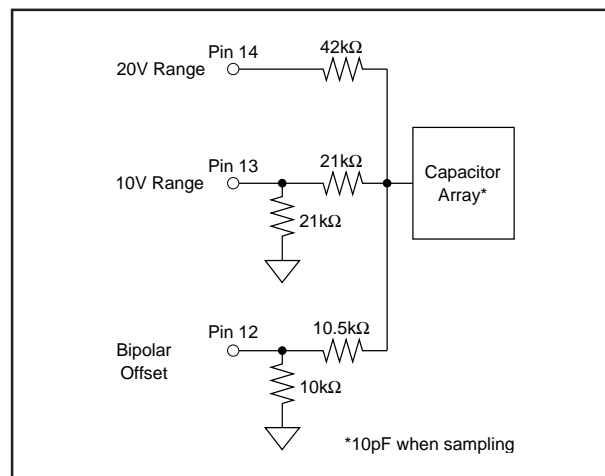 Pin 14
42kΩ
20V Range
Pin 13
21kΩ
10V Range
21kΩ
Capacitor
Array*
Pin 12
10.5kΩ
Bipolar
Offset
10kΩ
*10pF when sampling